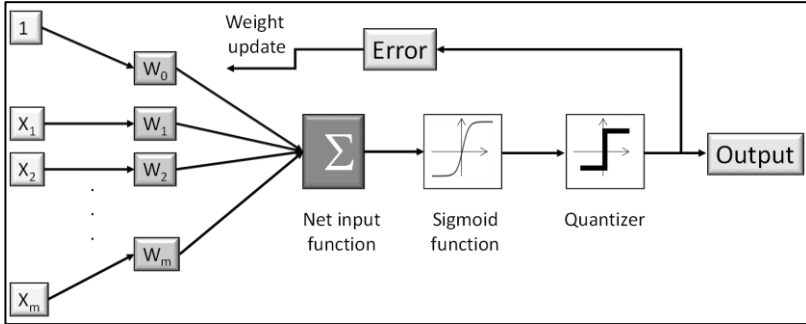 1
Weight
update
Error
W0
X1
W1
X2
W2
Σ
Output
.
.
.
.
.
.
Net input
function
Sigmoid
function
Quantizer
Wm
Xm